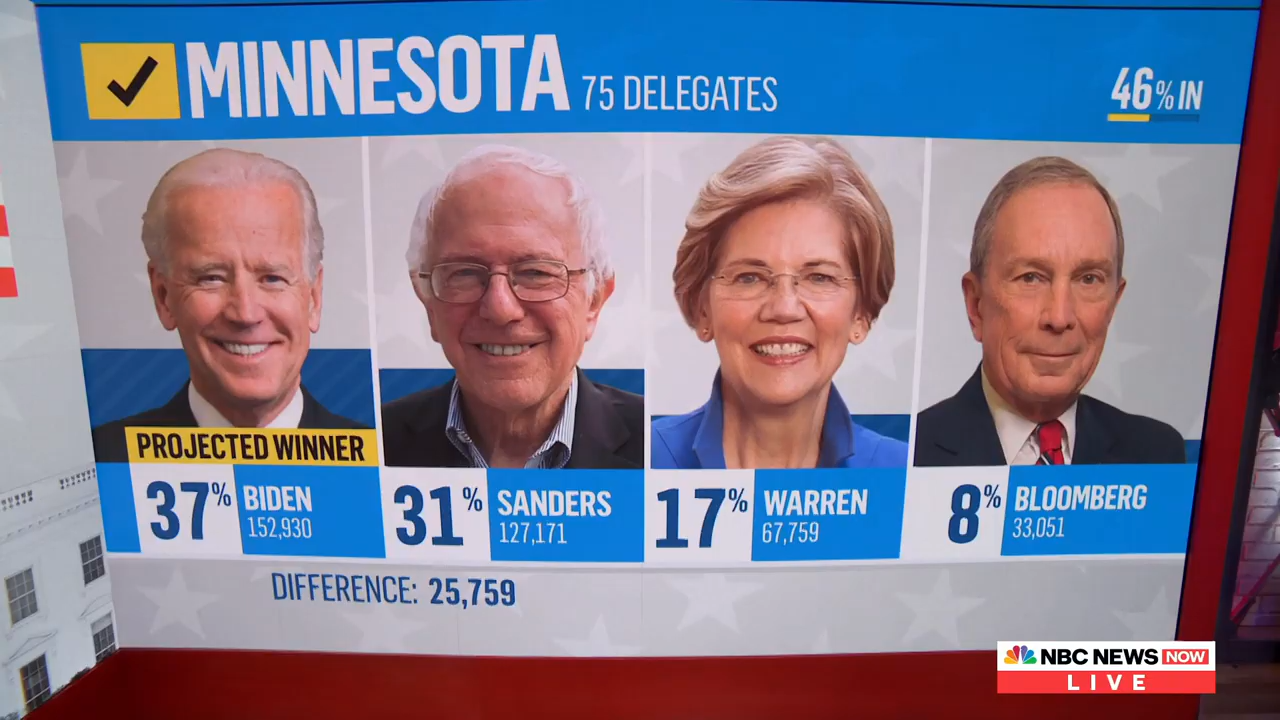 MINNESOTA 75 DELEGATES
46% IN
PROJECTED WINNER
37% BIDEN
152,930
31% SANDERS
127,171
17% WARREN
67,759
8% BLOOMBERG
33,051
DIFFERENCE: 25,759
NBC NEWS NOW
LIVE